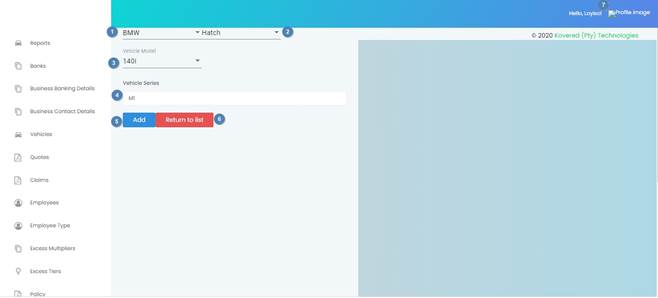 7
Hello, Layisa!
Profile image
1
BMW
Hatch
2
© 2020 Kovered (Pty) Technologies
Reports
Vehicle Model
3
140i
Banks
Vehicle Series
Business Banking Details
4
M1
Business Contact Details
5
Add
Return to list
6
Vehicles
Quotes
Claims
Employees
Employee Type
Excess Multipliers
Excess Tiers
Policy